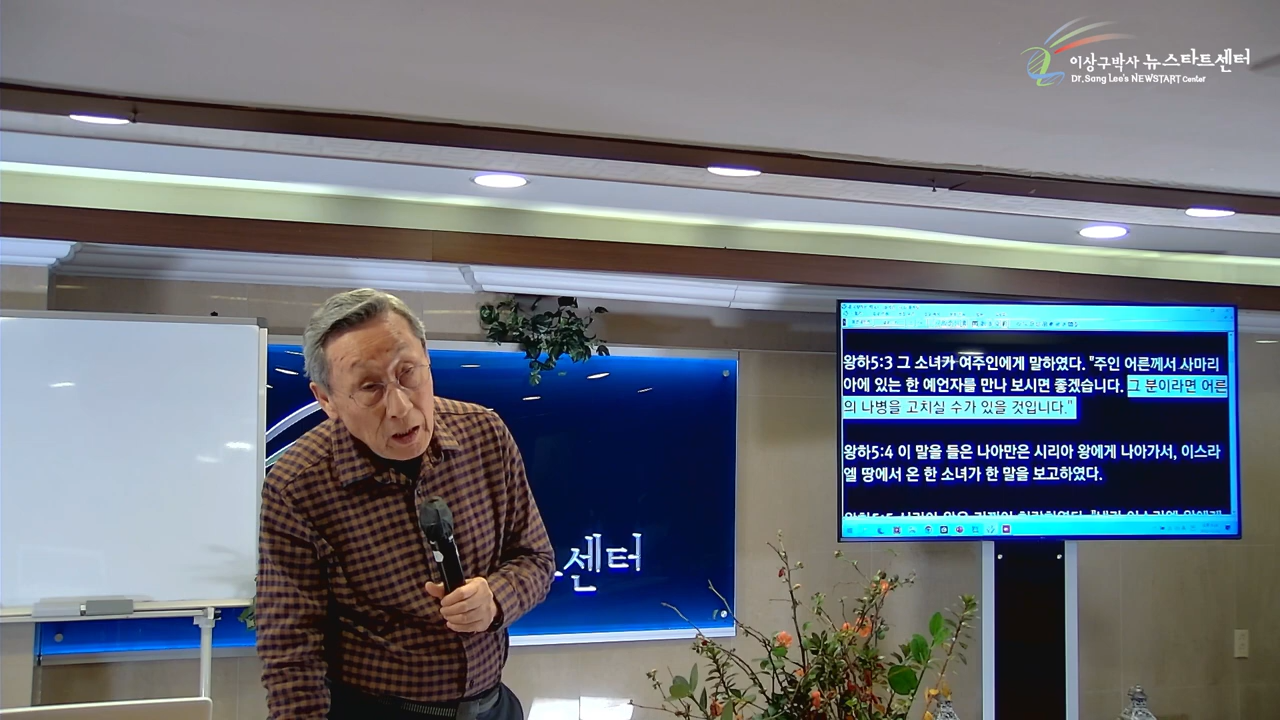 이상구박사 뉴스타트센터
Dr. Sang Lee's NEWSTART Center
왕하5:3 그 소녀가 여주인에게 말하였다. "주인 어른께서 사마리
아에 있는 한 예언자를 만나 보시면 좋겠습니다. 그 분이라면 어른
의 나병을 고치실 수가 있을 것입니다."
왕하5:4 이 말을 들은 나아만은 시리아 왕에게 나아가서, 이스라
엘 땅에서 온 한 소녀가 한 말을 보고하였다.
센터